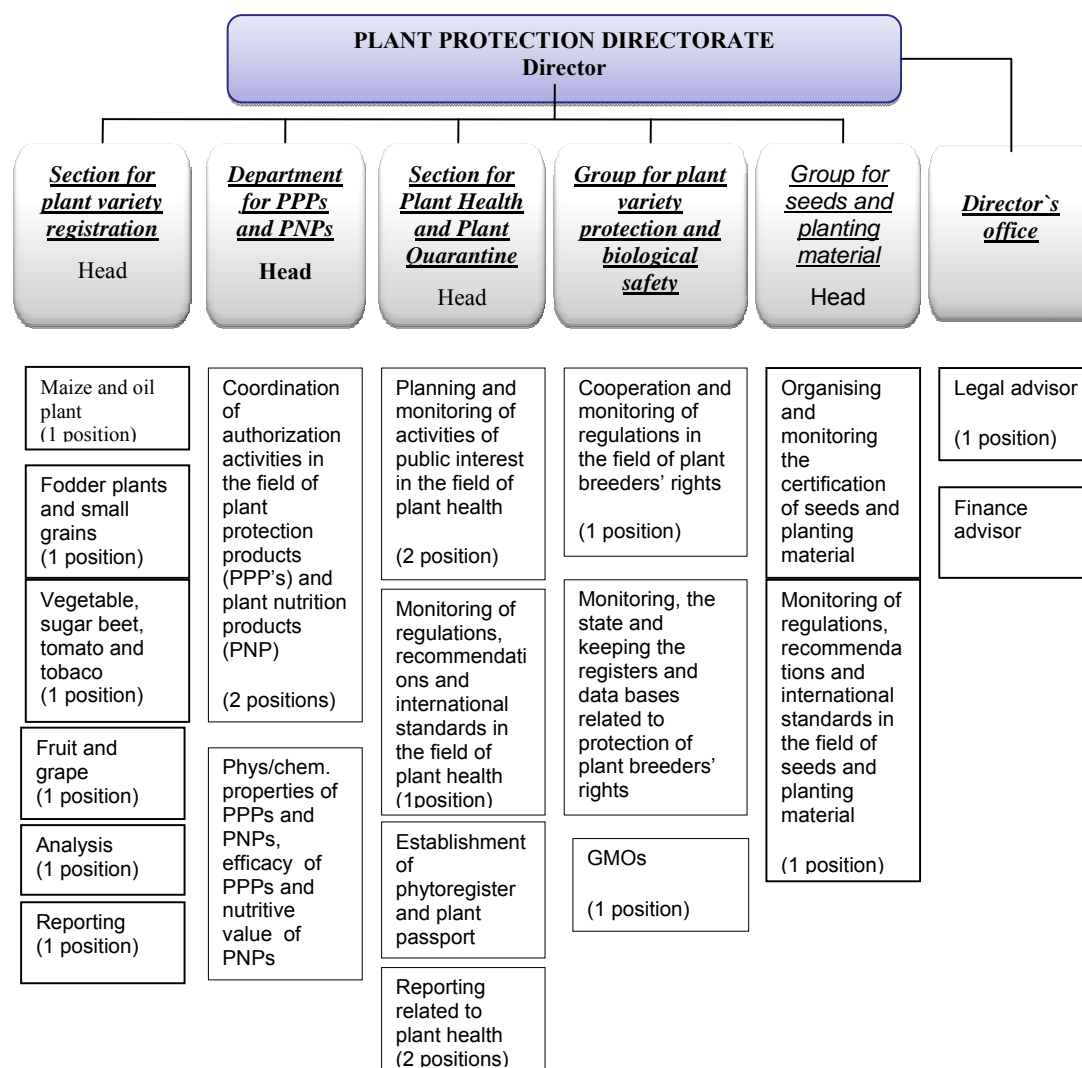 PLANT PROTECTION DIRECTORATE
Director
Section for
plant variety
registration
Head
Department
for PPPs
and PNPs
Head
Section for
Plant Health
and Plant
Quarantine
Head
Group for plant
variety
protection and
biological
safety
Group for
seeds and
planting
material
Head
Director`s
office
Maize and oil
plant
(1 position)
Fodder plants
and small
grains
(1 position)
Vegetable,
sugar beet,
tomato and
tobacco
(1 position)
Fruit and
grape
(1 position)
Analysis
(1 position)
Reporting
(1 position)
Coordination
of
authorization
activities in
the field of
plant
protection
products
(PPP's) and
plant nutrition
products
(PNP)
(2 positions)
Phys/chem.
properties of
PPPs and
PNPs,
efficacy of
PPPs and
nutritive
value of
PNPs
Planning and
monitoring of
activities of
public interest
in the field of
plant health
(2 position)
Monitoring of
regulations,
recommendati
ons and
international
standards in
the field of
plant health
(1position)
Establishment
of
phytoregister
and plant
passport
Reporting
related to
plant health
(2 positions)
Cooperation and
monitoring of
regulations in
the field of plant
breeders’ rights
(1 position)
Monitoring, the
state and
keeping the
registers and
data bases
related to
protection of
plant breeders’
rights
GMOs
(1 position)
Organising
and
monitoring
the
certification
of seeds and
planting
material
Monitoring of
regulations,
recommenda
tions and
international
standards in
the field of
seeds and
planting
material
(1 position)
Legal advisor
(1 position)
Finance
advisor